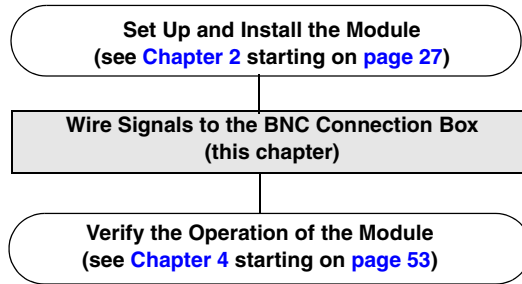 Set Up and Install the Module
(see Chapter 2 starting on page 27)
Wire Signals to the BNC Connection Box
(this chapter)
Verify the Operation of the Module
(see Chapter 4 starting on page 53)